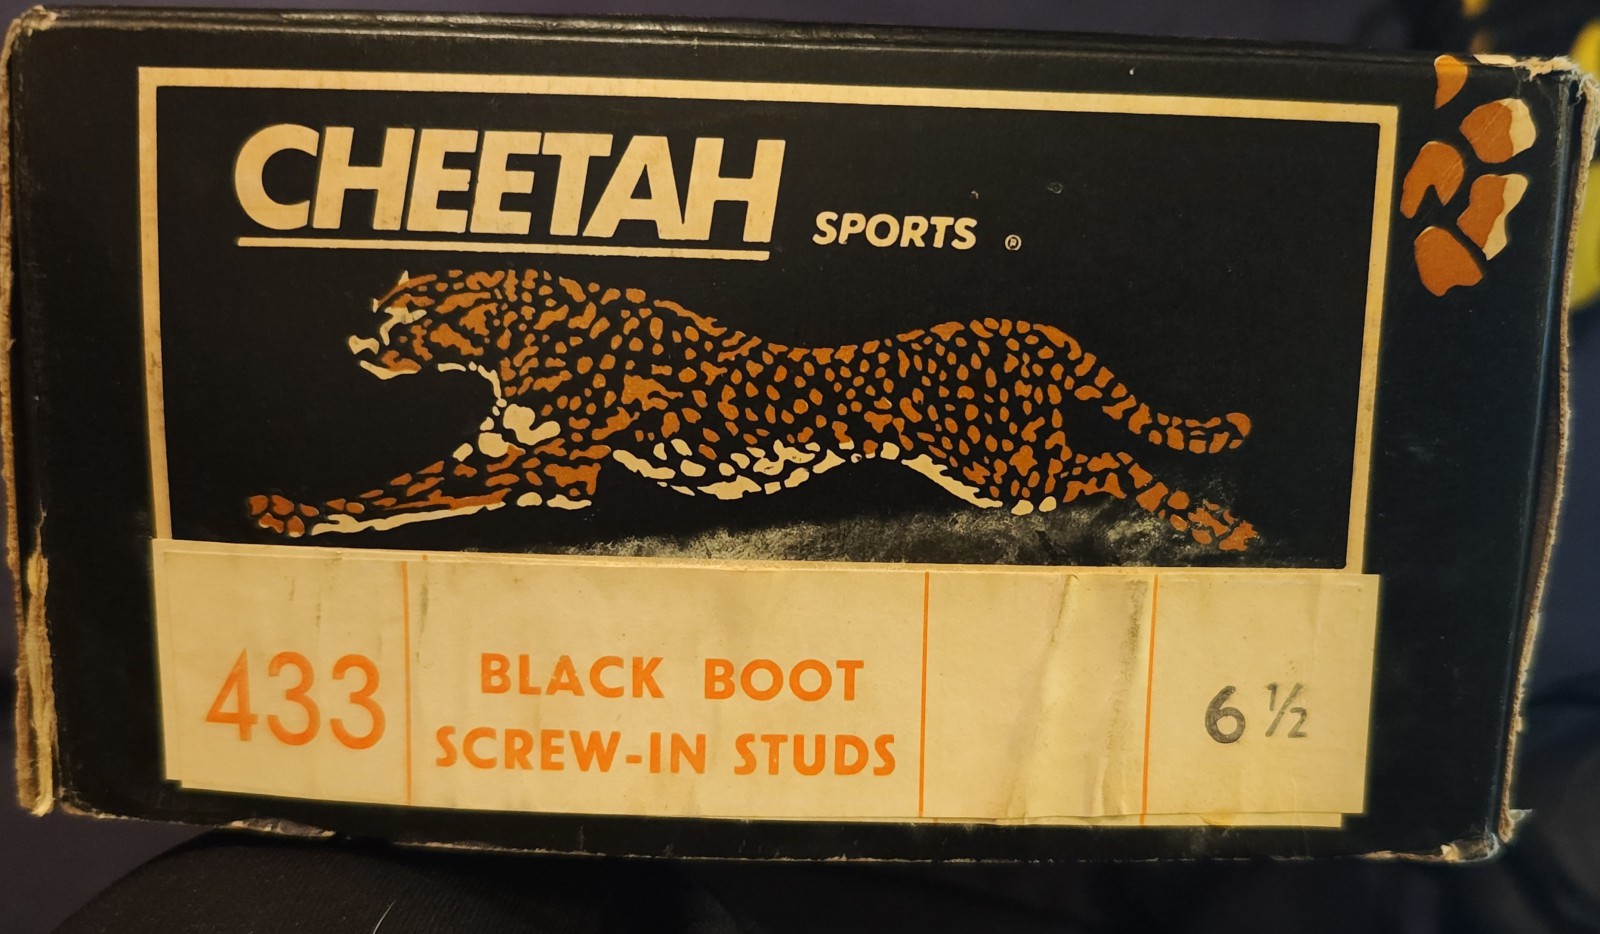 CHEETAH SPORTS ®
433
BLACK BOOT
SCREW-IN STUDS
6 ½